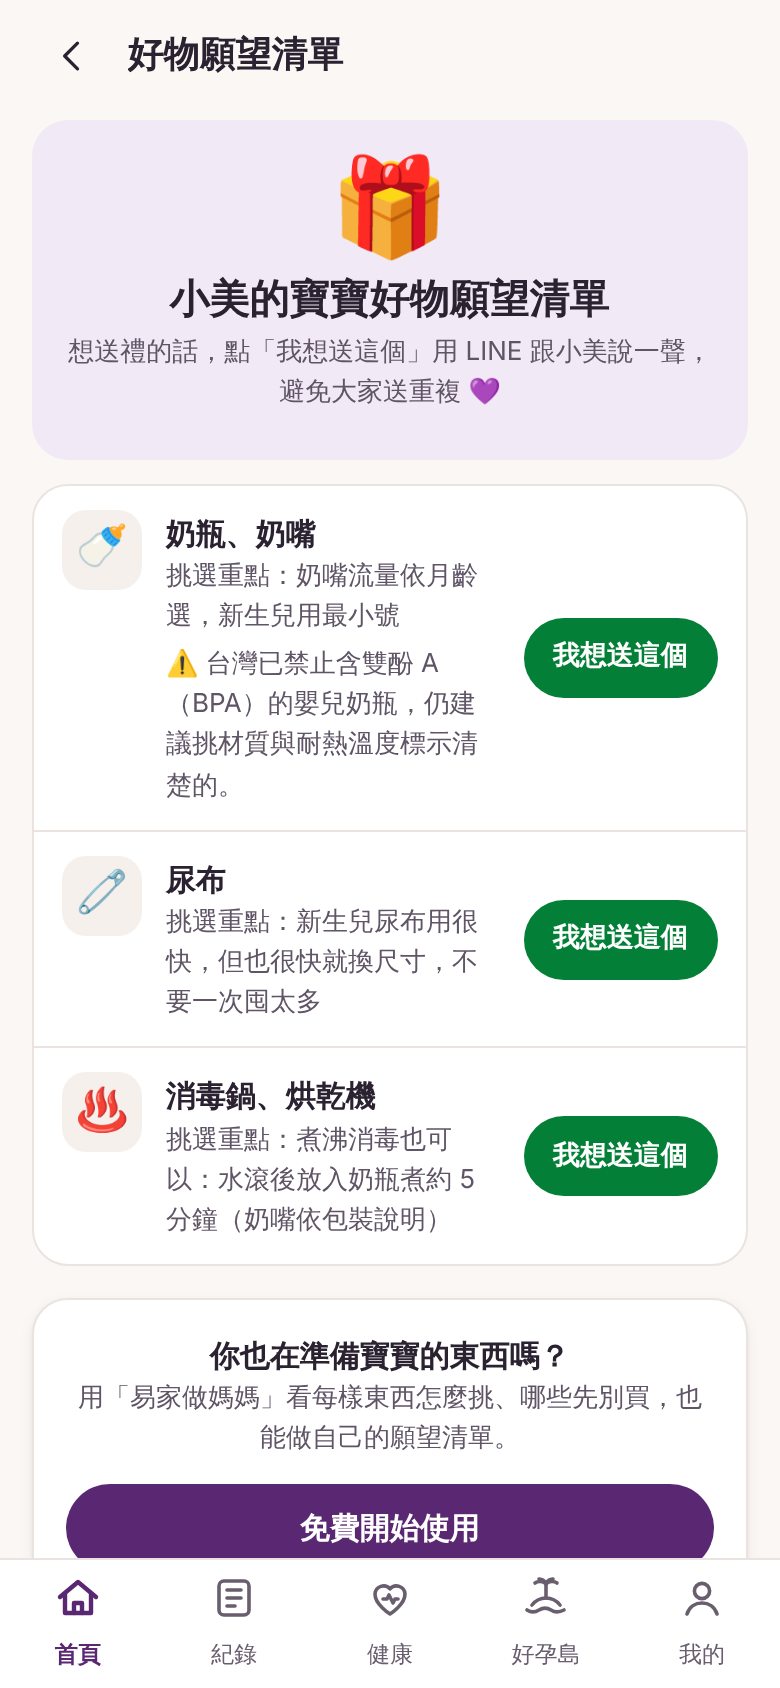 好物願望清單
小美的寶寶好物願望清單
想送禮的話，點「我想送這個」用 LINE 跟小美說一聲，
避免大家送重複 💜
奶瓶、奶嘴
挑選重點：奶嘴流量依月齡
選，新生兒用最小號
⚠️ 台灣已禁止含雙酚 A
（BPA）的嬰兒奶瓶，仍建
議挑材質與耐熱溫度標示清
楚的。
我想送這個
尿布
挑選重點：新生兒尿布用很
快，但也很快就換尺寸，不
要一次囤太多
我想送這個
消毒鍋、烘乾機
挑選重點：煮沸消毒也可
以：水滾後放入奶瓶煮約 5
分鐘（奶嘴依包裝說明）
我想送這個
你也在準備寶寶的東西嗎？
用「易家做媽媽」看每樣東西怎麼挑、哪些先別買，也
能做自己的願望清單。
免費開始使用
首頁
紀錄
健康
好孕島
我的